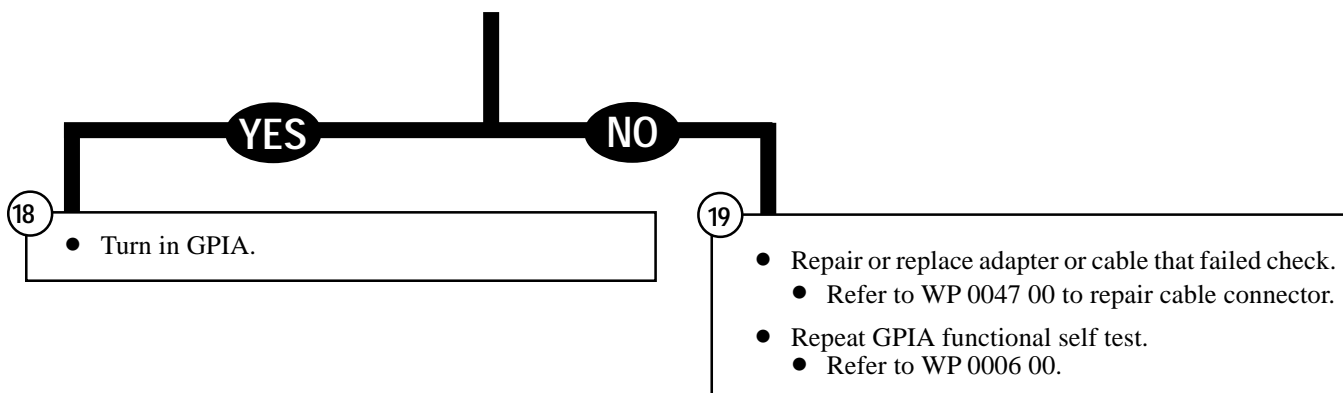 YES
NO
18
● Turn in GPIA.
19
● Repair or replace adapter or cable that failed check.
● Refer to WP 0047 00 to repair cable connector.
● Repeat GPIA functional self test.
● Refer to WP 0006 00.